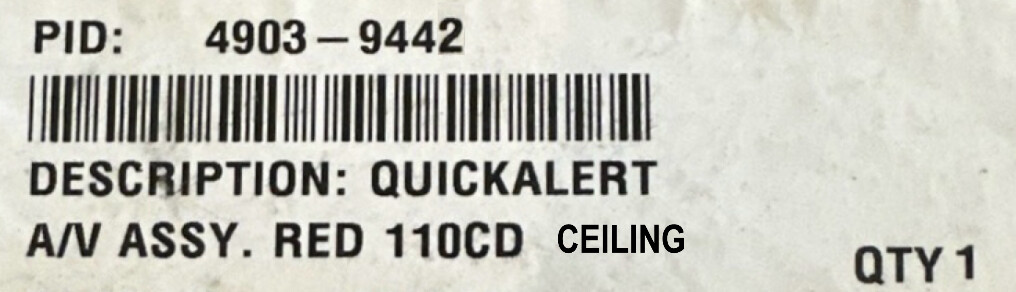 PID: 4903-9442
DESCRIPTION: QUICKALERT
A/V ASSY. RED 110CD CEILING
QTY 1